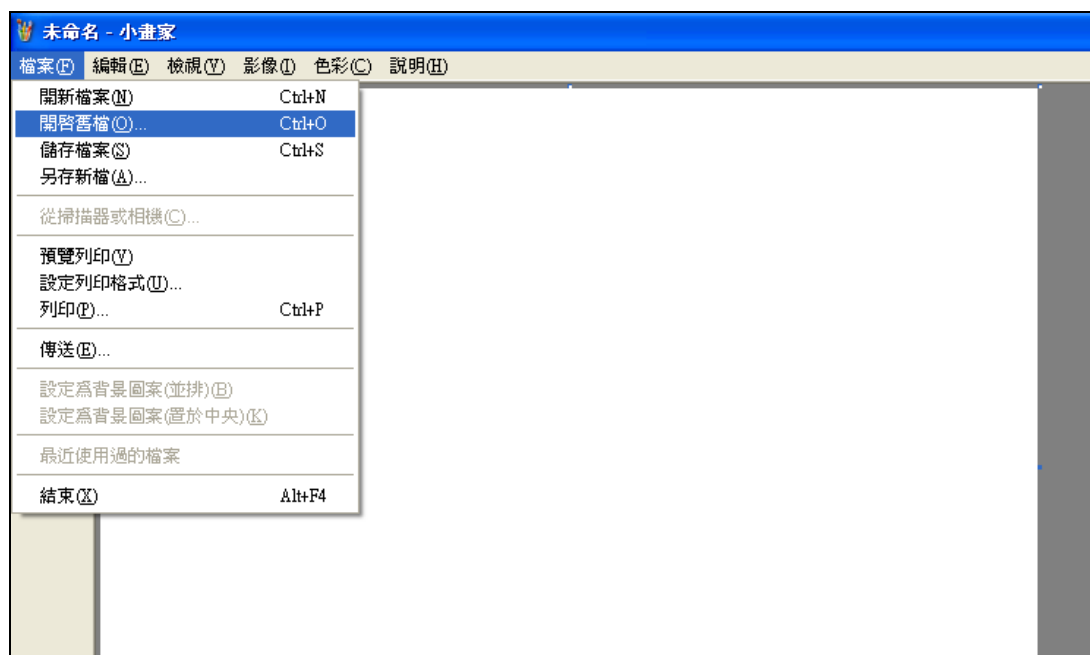 未命名 - 小畫家
檔案(F) 編輯(E) 檢視(V) 影像(I) 色彩(C) 說明(H)
開新檔案(N) Ctrl+N
開啓舊檔(O)... Ctrl+O
儲存檔案(S) Ctrl+S
另存新檔(A)...
從掃描器或相機(C)...
預覽列印(V)
設定列印格式(U)...
列印(P)... Ctrl+P
傳送(E)...
設定爲背景圖案(並排)(B)
設定爲背景圖案(置於中央)(K)
最近使用過的檔案
結束(X) Alt+F4